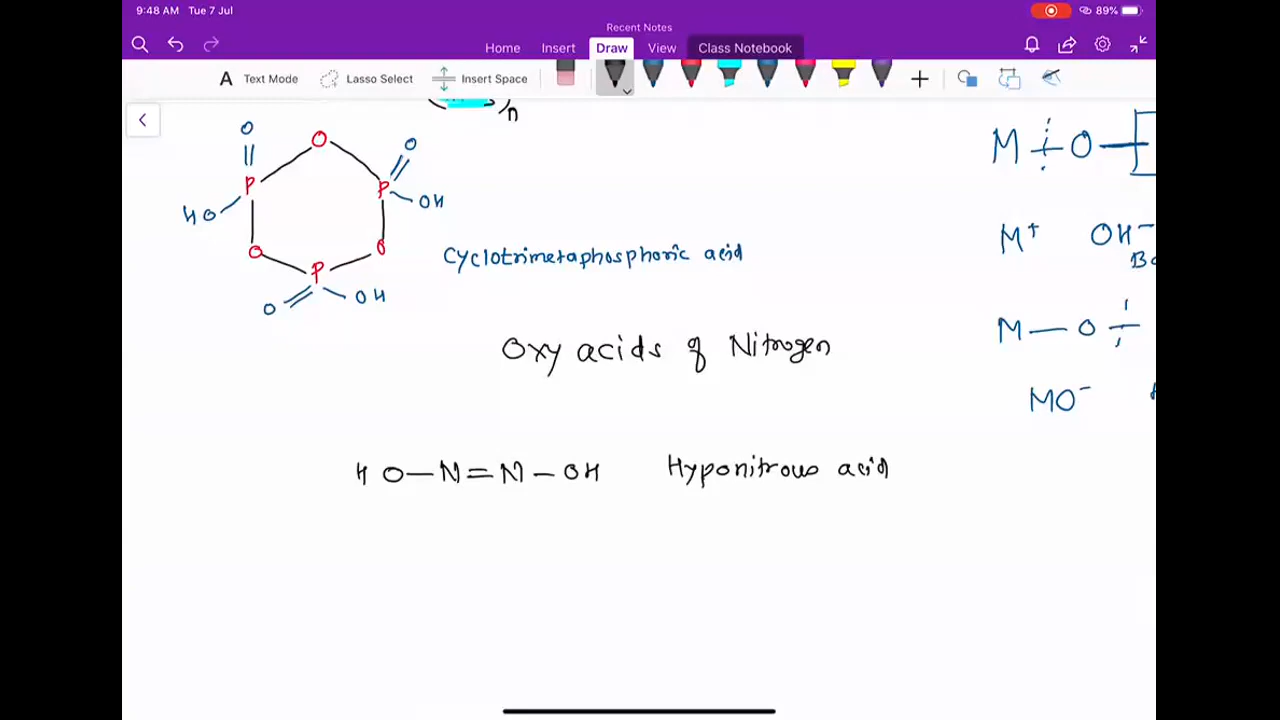 9:48 AM Tue 7 Jul
89%
Recent Notes
Home Insert Draw View Class Notebook
Text Mode Lasso Select Insert Space
n
O
O
O
P
P
HO
OH
O
O
P
O
OH
Cyclotrimetaphosphoric acid
M O
M+ OH-
M — O
MO-
Oxy acids of Nitrogen
HO—N=N—OH Hyponitrous acid